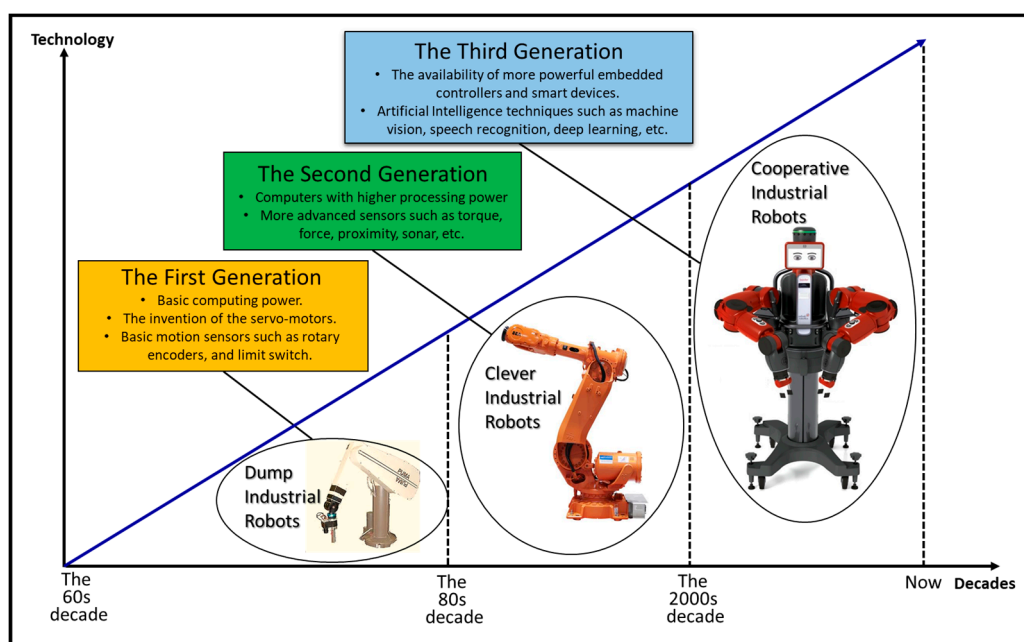 Technology
The Third Generation
• The availability of more powerful embedded
controllers and smart devices.
• Artificial Intelligence techniques such as machine
vision, speech recognition, deep learning, etc.
The Second Generation
• Computers with higher processing power
• More advanced sensors such as torque,
force, proximity, sonar, etc.
The First Generation
• Basic computing power.
• The invention of the servo-motors.
• Basic motion sensors such as rotary
encoders, and limit switch.
Dump
Industrial
Robots
PUMA
Clever
Industrial
Robots
Cooperative
Industrial
Robots
The
60s
decade
The
80s
decade
The
2000s
decade
Now
Decades